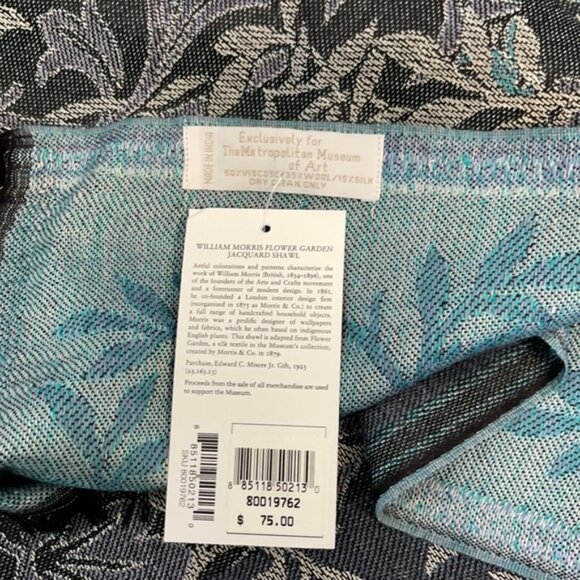 MADE IN INDIA
Exclusively for
The Metropolitan Museum
of Art
50%VISCOSE/35%WOOL/15%SILK
DRY CLEAN ONLY
WILLIAM MORRIS FLOWER GARDEN
JACQUARD SHAWL
Artful colorations and patterns characterize the
work of William Morris (British, 1834–1896), one
of the founders of the Arts and Crafts movement
and a forerunner of modern design. In 1861,
he co-founded a London interior design firm
(reorganised in 1875 as Morris & Co.) to create
a full range of handcrafted household objects.
Morris was a prolific designer of wallpapers
and fabrics, which he often based on indigenous
English plants. This shawl is adapted from Flower
Garden, a silk textile in the Museum's collection,
created by Morris & Co. in 1879.
Purchase, Edward C. Moore Jr. Gift, 1923
(23.163.23)
Proceeds from the sale of all merchandise are used
to support the Museum.
8 85118 50213 0
SKU 80019762
8 85118 50213 0
80019762
$ 75.00